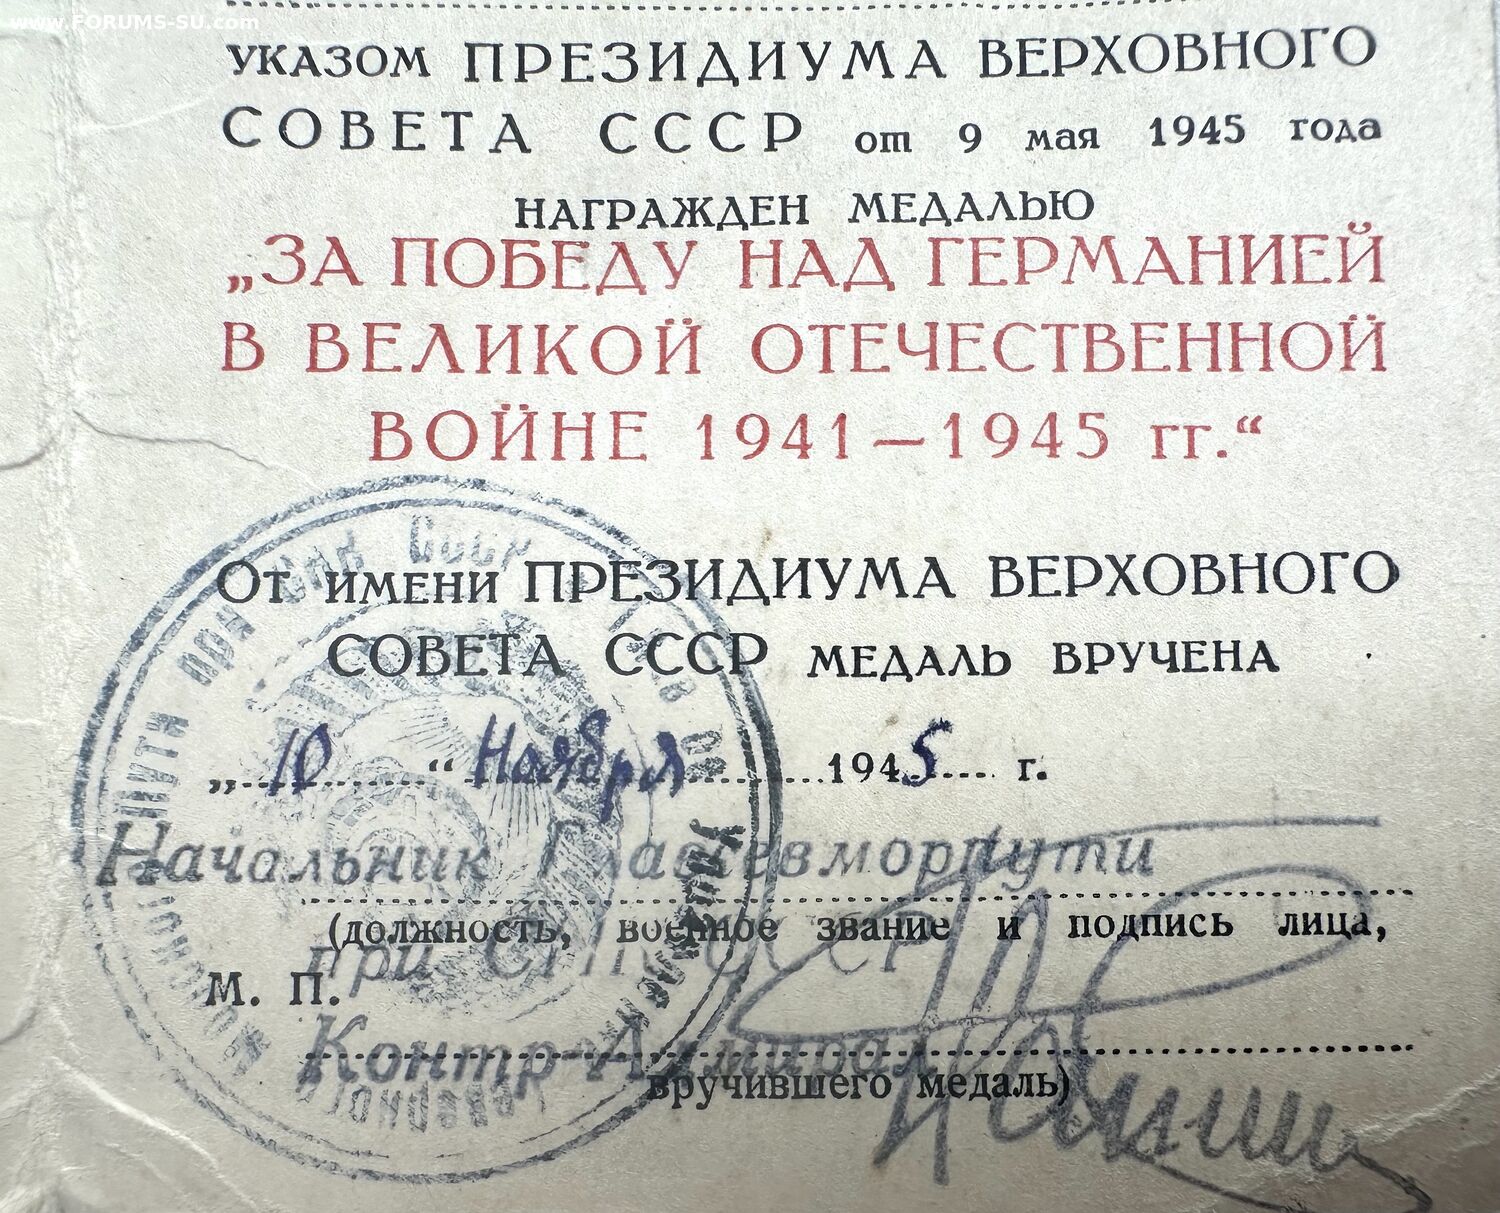 www.FORUMS-SU.com
УКАЗОМ ПРЕЗИДИУМА ВЕРХОВНОГО
СОВЕТА СССР от 9 мая 1945 года
НАГРАЖДЕН МЕДАЛЬЮ
„ЗА ПОБЕДУ НАД ГЕРМАНИЕЙ
В ВЕЛИКОЙ ОТЕЧЕСТВЕННОЙ
ВОЙНЕ 1941—1945 гг.“
От имени ПРЕЗИДИУМА ВЕРХОВНОГО
СОВЕТА СССР МЕДАЛЬ ВРУЧЕНА
„10“ Ноября 1945 г.
Начальник Главсевморпути
(должность, военное звание и подпись лица,
при СНК СССР
М. П.
Контр-Адмирал
вручившего медаль)